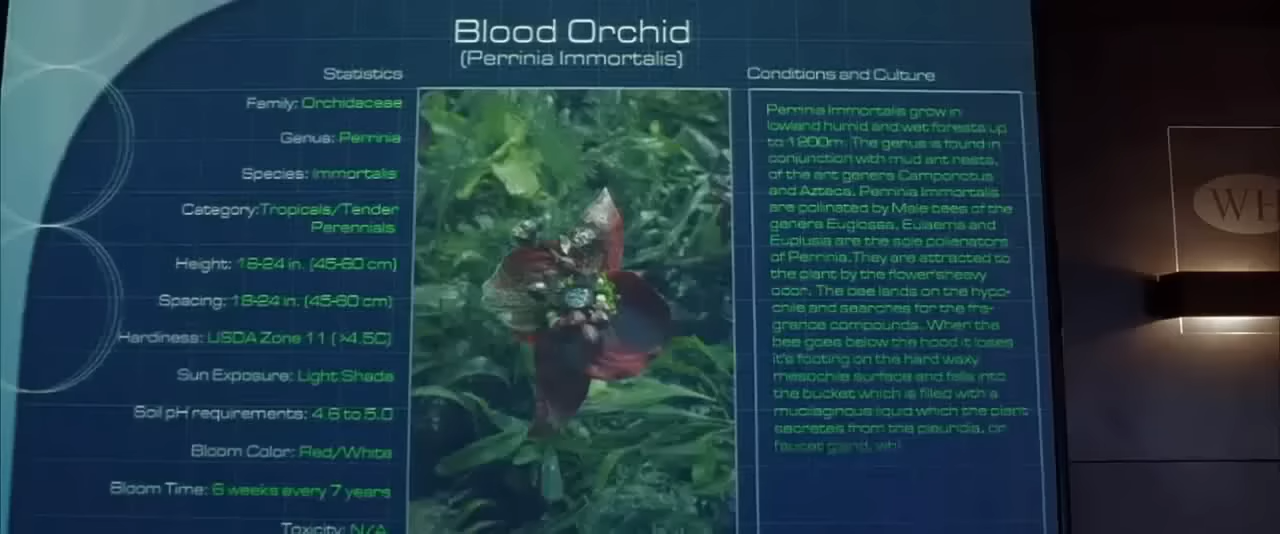 Blood Orchid
(Perrinia Immortalis)
Statistics
Family: Orchidaceae
Genus: Perrinia
Species: Immortalis
Category:Tropicals/Tender
Perennials
Height: 18-24 in. (45-60 cm)
Spacing: 18-24 in. (45-60 cm)
Hardiness: USDA Zone 11 (>4.5C)
Sun Exposure: Light Shade
Soil pH requirements: 4.6 to 5.0
Bloom Color: Red/White
Bloom Time: 6 weeks every 7 years
Toxicity: N/A
Conditions and Culture
Perrinia Immortalis grow in
lowland humid and wet forests up
to 1200m. The genus is found in
conjunction with mud ant nests,
of the ant genera Camponotus
and Azteca. Perrinia Immortalis
are pollinated by Male bees of the
genera Euglossa, Eulaema and
Euplusia are the sole polienators
of Perrinia.They are attracted to
the plant by the flower'sheavy
odor. The bee lands on the hypo-
chile and searches for the fra-
grance compounds. When the
bee goes below the hood it loses
it's footing on the hard waxy
mesochile surface and falls into
the bucket which is filled with a
mucilaginous liquid which the plant
secretes from the pleuridia, or
faucet gland, whi
WH